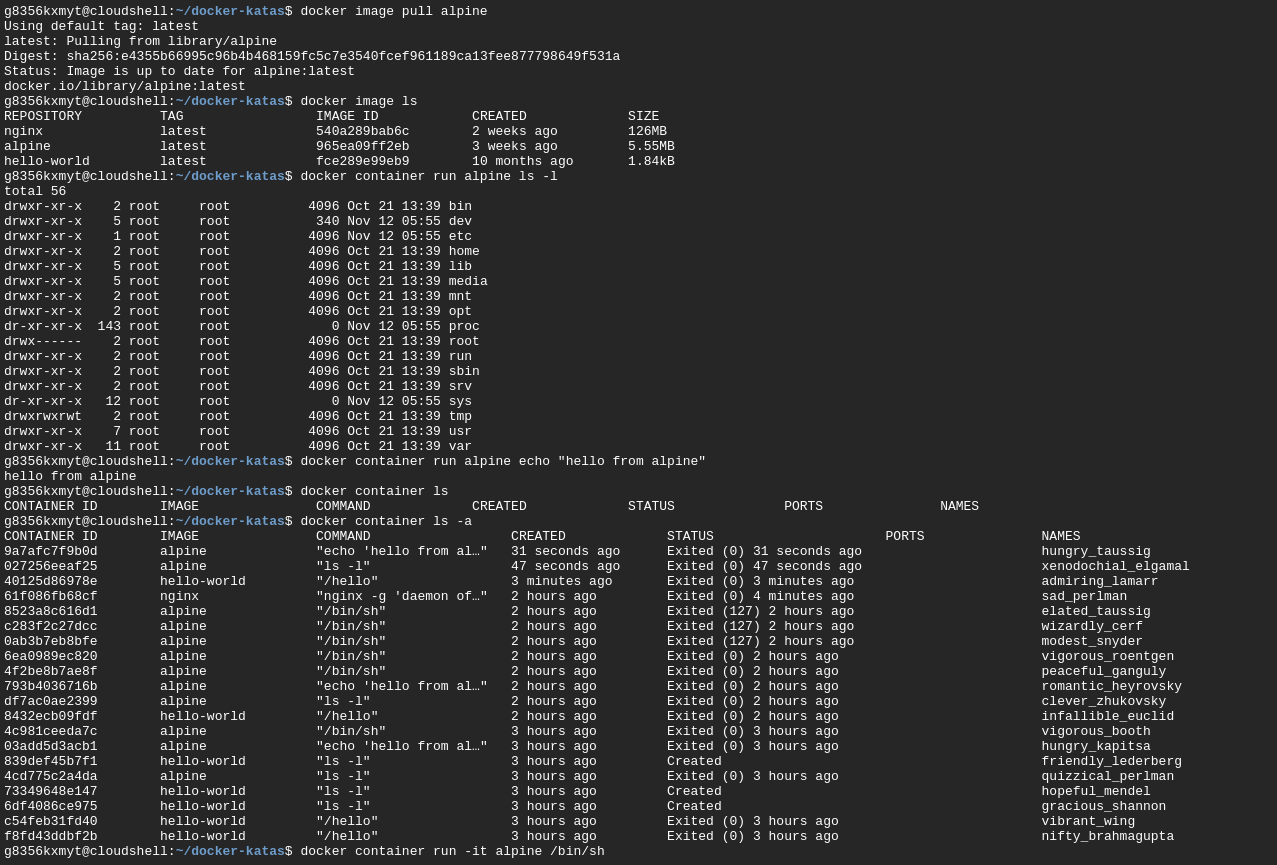 g8356kxmyt@cloudshell:~/docker-katas$ docker image pull alpine
Using default tag: latest
latest: Pulling from library/alpine
Digest: sha256:e4355b66995c96b4b468159fc5c7e3540fcef961189ca13fee877798649f531a
Status: Image is up to date for alpine:latest
docker.io/library/alpine:latest
g8356kxmyt@cloudshell:~/docker-katas$ docker image ls
REPOSITORY          TAG                 IMAGE ID            CREATED             SIZE
nginx               latest              540a289bab6c        2 weeks ago         126MB
alpine              latest              965ea09ff2eb        3 weeks ago         5.55MB
hello-world         latest              fce289e99eb9        10 months ago       1.84kB
g8356kxmyt@cloudshell:~/docker-katas$ docker container run alpine ls -l
total 56
drwxr-xr-x    2 root     root          4096 Oct 21 13:39 bin
drwxr-xr-x    5 root     root           340 Nov 12 05:55 dev
drwxr-xr-x    1 root     root          4096 Nov 12 05:55 etc
drwxr-xr-x    2 root     root          4096 Oct 21 13:39 home
drwxr-xr-x    5 root     root          4096 Oct 21 13:39 lib
drwxr-xr-x    5 root     root          4096 Oct 21 13:39 media
drwxr-xr-x    2 root     root          4096 Oct 21 13:39 mnt
drwxr-xr-x    2 root     root          4096 Oct 21 13:39 opt
dr-xr-xr-x  143 root     root             0 Nov 12 05:55 proc
drwx------    2 root     root          4096 Oct 21 13:39 root
drwxr-xr-x    2 root     root          4096 Oct 21 13:39 run
drwxr-xr-x    2 root     root          4096 Oct 21 13:39 sbin
drwxr-xr-x    2 root     root          4096 Oct 21 13:39 srv
dr-xr-xr-x   12 root     root             0 Nov 12 05:55 sys
drwxrwxrwt    2 root     root          4096 Oct 21 13:39 tmp
drwxr-xr-x    7 root     root          4096 Oct 21 13:39 usr
drwxr-xr-x   11 root     root          4096 Oct 21 13:39 var
g8356kxmyt@cloudshell:~/docker-katas$ docker container run alpine echo "hello from alpine"
hello from alpine
g8356kxmyt@cloudshell:~/docker-katas$ docker container ls
CONTAINER ID        IMAGE               COMMAND             CREATED             STATUS              PORTS               NAMES
g8356kxmyt@cloudshell:~/docker-katas$ docker container ls -a
CONTAINER ID        IMAGE               COMMAND                  CREATED             STATUS                      PORTS               NAMES
9a7afc7f9b0d        alpine              "echo 'hello from al…"   31 seconds ago      Exited (0) 31 seconds ago                       hungry_taussig
027256eeaf25        alpine              "ls -l"                  47 seconds ago      Exited (0) 47 seconds ago                       xenodochial_elgamal
40125d86978e        hello-world         "/hello"                 3 minutes ago       Exited (0) 3 minutes ago                        admiring_lamarr
61f086fb68cf        nginx               "nginx -g 'daemon of…"   2 hours ago         Exited (0) 4 minutes ago                        sad_perlman
8523a8c616d1        alpine              "/bin/sh"                2 hours ago         Exited (127) 2 hours ago                        elated_taussig
c283f2c27dcc        alpine              "/bin/sh"                2 hours ago         Exited (127) 2 hours ago                        wizardly_cerf
0ab3b7eb8bfe        alpine              "/bin/sh"                2 hours ago         Exited (127) 2 hours ago                        modest_snyder
6ea0989ec820        alpine              "/bin/sh"                2 hours ago         Exited (0) 2 hours ago                          vigorous_roentgen
4f2be8b7ae8f        alpine              "/bin/sh"                2 hours ago         Exited (0) 2 hours ago                          peaceful_ganguly
793b4036716b        alpine              "echo 'hello from al…"   2 hours ago         Exited (0) 2 hours ago                          romantic_heyrovsky
df7ac0ae2399        alpine              "ls -l"                  2 hours ago         Exited (0) 2 hours ago                          clever_zhukovsky
8432ecb09fdf        hello-world         "/hello"                 2 hours ago         Exited (0) 2 hours ago                          infallible_euclid
4c981ceeda7c        alpine              "/bin/sh"                3 hours ago         Exited (0) 3 hours ago                          vigorous_booth
03add5d3acb1        alpine              "echo 'hello from al…"   3 hours ago         Exited (0) 3 hours ago                          hungry_kapitsa
839def45b7f1        hello-world         "ls -l"                  3 hours ago         Created                                         friendly_lederberg
4cd775c2a4da        alpine              "ls -l"                  3 hours ago         Exited (0) 3 hours ago                          quizzical_perlman
73349648e147        hello-world         "ls -l"                  3 hours ago         Created                                         hopeful_mendel
6df4086ce975        hello-world         "ls -l"                  3 hours ago         Created                                         gracious_shannon
c54feb31fd40        hello-world         "/hello"                 3 hours ago         Exited (0) 3 hours ago                          vibrant_wing
f8fd43ddbf2b        hello-world         "/hello"                 3 hours ago         Exited (0) 3 hours ago                          nifty_brahmagupta
g8356kxmyt@cloudshell:~/docker-katas$ docker container run -it alpine /bin/sh